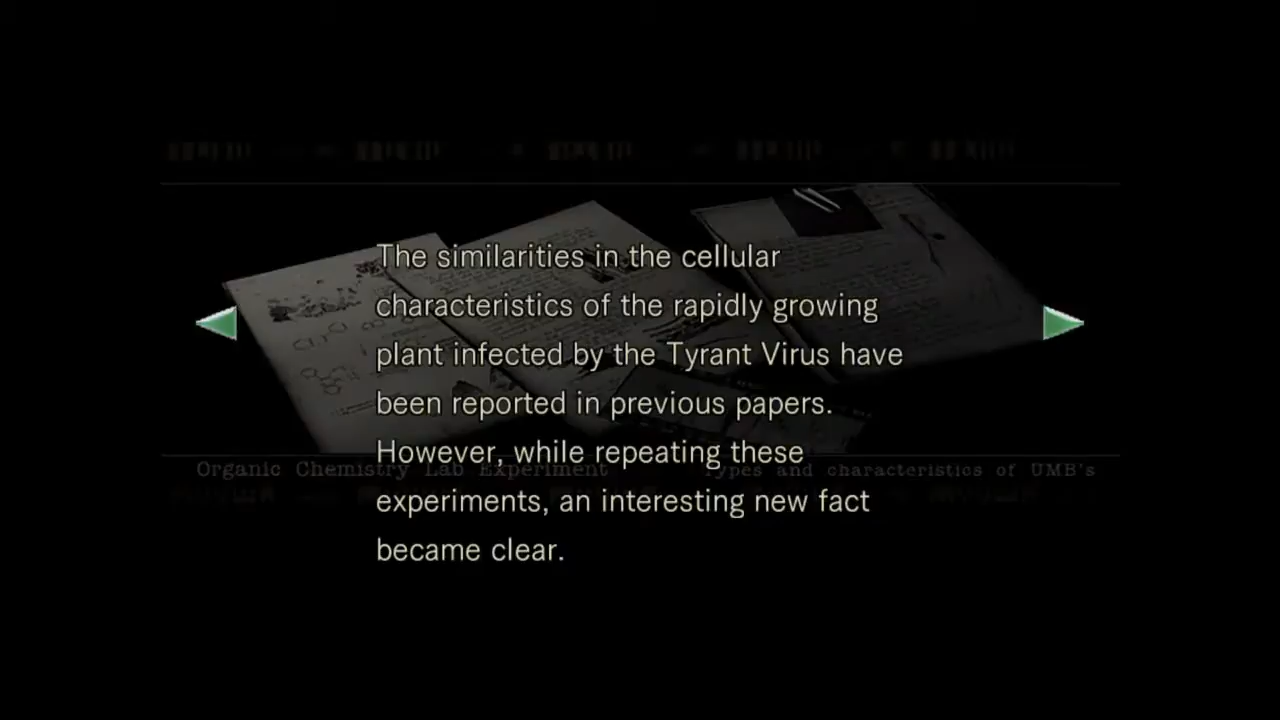 The similarities in the cellular
characteristics of the rapidly growing
plant infected by the Tyrant Virus have
been reported in previous papers.
However, while repeating these
experiments, an interesting new fact
became clear.
Organic Chemistry Lab Experiment
Types and characteristics of UMB's